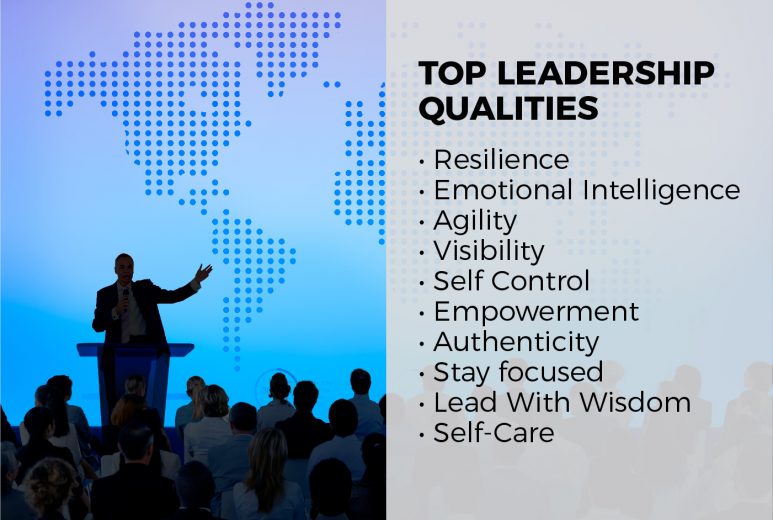 TOP LEADERSHIP
QUALITIES
• Resilience
• Emotional Intelligence
• Agility
• Visibility
• Self Control
• Empowerment
• Authenticity
• Stay focused
• Lead With Wisdom
• Self-Care